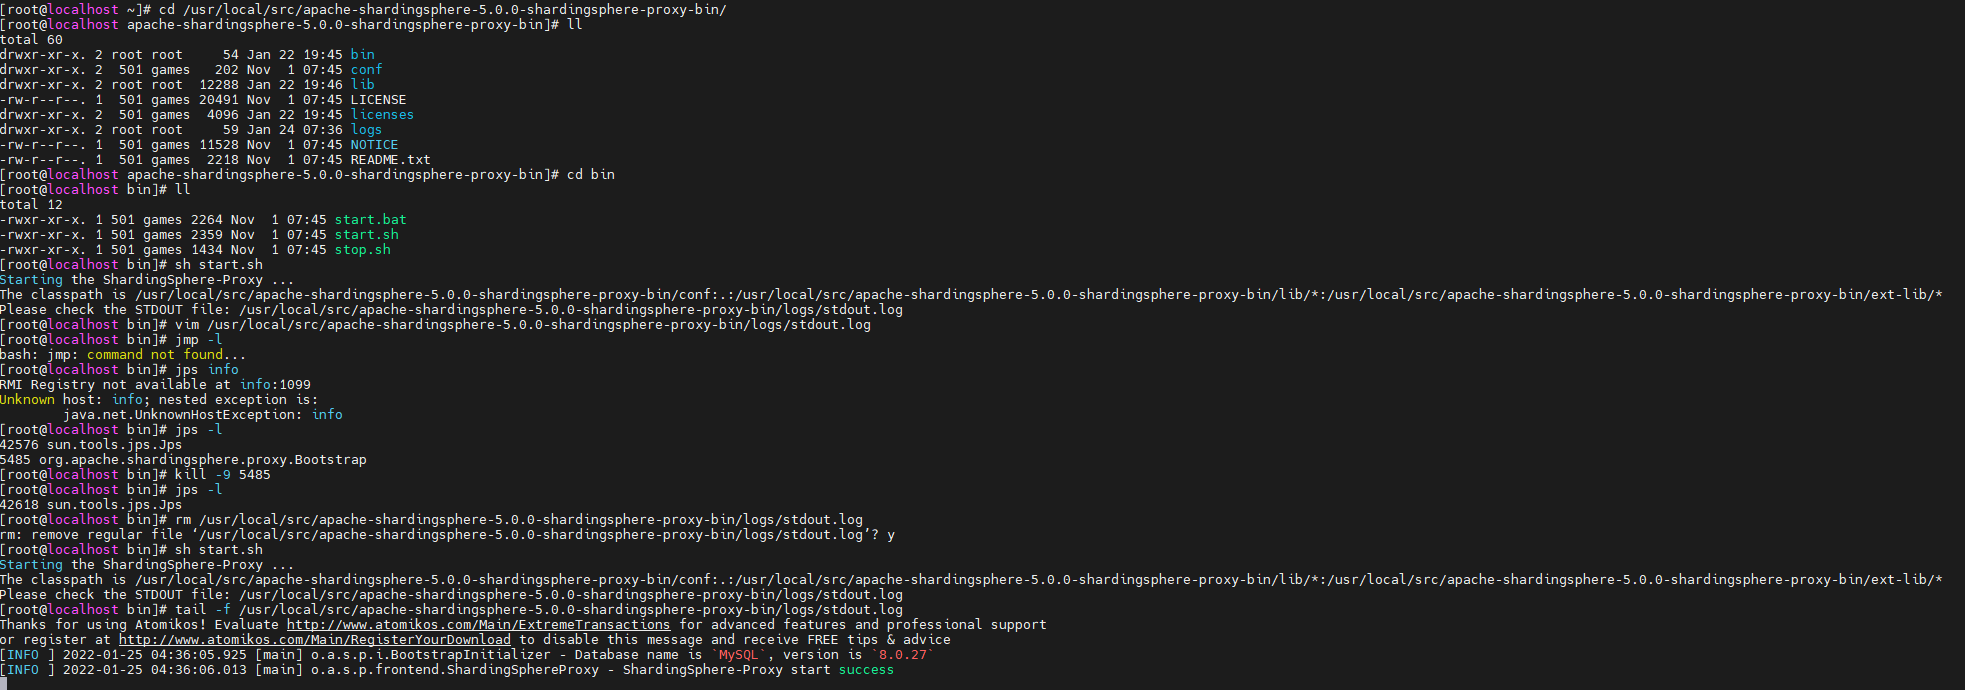 [root@localhost ~]# cd /usr/local/src/apache-shardingsphere-5.0.0-shardingsphere-proxy-bin/
[root@localhost apache-shardingsphere-5.0.0-shardingsphere-proxy-bin]# ll
total 60
drwxr-xr-x. 2 root root     54 Jan 22 19:45 bin
drwxr-xr-x. 2  501 games   202 Nov  1 07:45 conf
drwxr-xr-x. 2 root root  12288 Jan 22 19:46 lib
-rw-r--r--. 1  501 games 20491 Nov  1 07:45 LICENSE
drwxr-xr-x. 2  501 games  4096 Jan 22 19:45 licenses
drwxr-xr-x. 2 root root     59 Jan 24 07:36 logs
-rw-r--r--. 1  501 games 11528 Nov  1 07:45 NOTICE
-rw-r--r--. 1  501 games  2218 Nov  1 07:45 README.txt
[root@localhost apache-shardingsphere-5.0.0-shardingsphere-proxy-bin]# cd bin
[root@localhost bin]# ll
total 12
-rwxr-xr-x. 1 501 games 2264 Nov  1 07:45 start.bat
-rwxr-xr-x. 1 501 games 2359 Nov  1 07:45 start.sh
-rwxr-xr-x. 1 501 games 1434 Nov  1 07:45 stop.sh
[root@localhost bin]# sh start.sh
Starting the ShardingSphere-Proxy ...
The classpath is /usr/local/src/apache-shardingsphere-5.0.0-shardingsphere-proxy-bin/conf:.:/usr/local/src/apache-shardingsphere-5.0.0-shardingsphere-proxy-bin/lib/*:/usr/local/src/apache-shardingsphere-5.0.0-shardingsphere-proxy-bin/ext-lib/*
Please check the STDOUT file: /usr/local/src/apache-shardingsphere-5.0.0-shardingsphere-proxy-bin/logs/stdout.log
[root@localhost bin]# vim /usr/local/src/apache-shardingsphere-5.0.0-shardingsphere-proxy-bin/logs/stdout.log
[root@localhost bin]# jmp -l
bash: jmp: command not found...
[root@localhost bin]# jps info
RMI Registry not available at info:1099
Unknown host: info; nested exception is:
        java.net.UnknownHostException: info
[root@localhost bin]# jps -l
42576 sun.tools.jps.Jps
5485 org.apache.shardingsphere.proxy.Bootstrap
[root@localhost bin]# kill -9 5485
[root@localhost bin]# jps -l
42618 sun.tools.jps.Jps
[root@localhost bin]# rm /usr/local/src/apache-shardingsphere-5.0.0-shardingsphere-proxy-bin/logs/stdout.log
rm: remove regular file ‘/usr/local/src/apache-shardingsphere-5.0.0-shardingsphere-proxy-bin/logs/stdout.log’? y
[root@localhost bin]# sh start.sh
Starting the ShardingSphere-Proxy ...
The classpath is /usr/local/src/apache-shardingsphere-5.0.0-shardingsphere-proxy-bin/conf:.:/usr/local/src/apache-shardingsphere-5.0.0-shardingsphere-proxy-bin/lib/*:/usr/local/src/apache-shardingsphere-5.0.0-shardingsphere-proxy-bin/ext-lib/*
Please check the STDOUT file: /usr/local/src/apache-shardingsphere-5.0.0-shardingsphere-proxy-bin/logs/stdout.log
[root@localhost bin]# tail -f /usr/local/src/apache-shardingsphere-5.0.0-shardingsphere-proxy-bin/logs/stdout.log
Thanks for using Atomikos! Evaluate http://www.atomikos.com/Main/ExtremeTransactions for advanced features and professional support
or register at http://www.atomikos.com/Main/RegisterYourDownload to disable this message and receive FREE tips & advice
[INFO ] 2022-01-25 04:36:05.925 [main] o.a.s.p.i.BootstrapInitializer - Database name is `MySQL`, version is `8.0.27`
[INFO ] 2022-01-25 04:36:06.013 [main] o.a.s.p.frontend.ShardingSphereProxy - ShardingSphere-Proxy start success